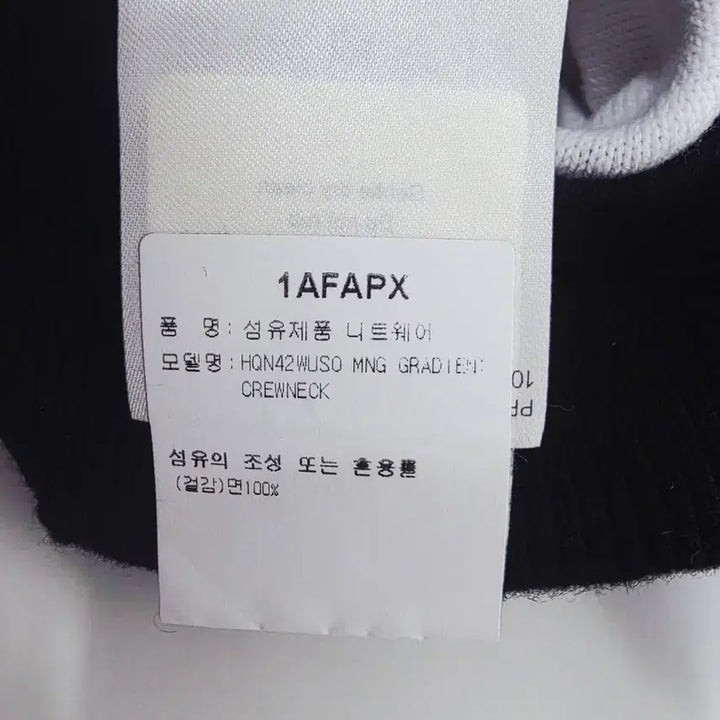 1AFAPX
품 명: 섬유제품 니트웨어
모델명: HQN42WUSO MNG GRADIENT
CREWNECK
섬유의 조성 또는 혼용률
(겉감)면100%